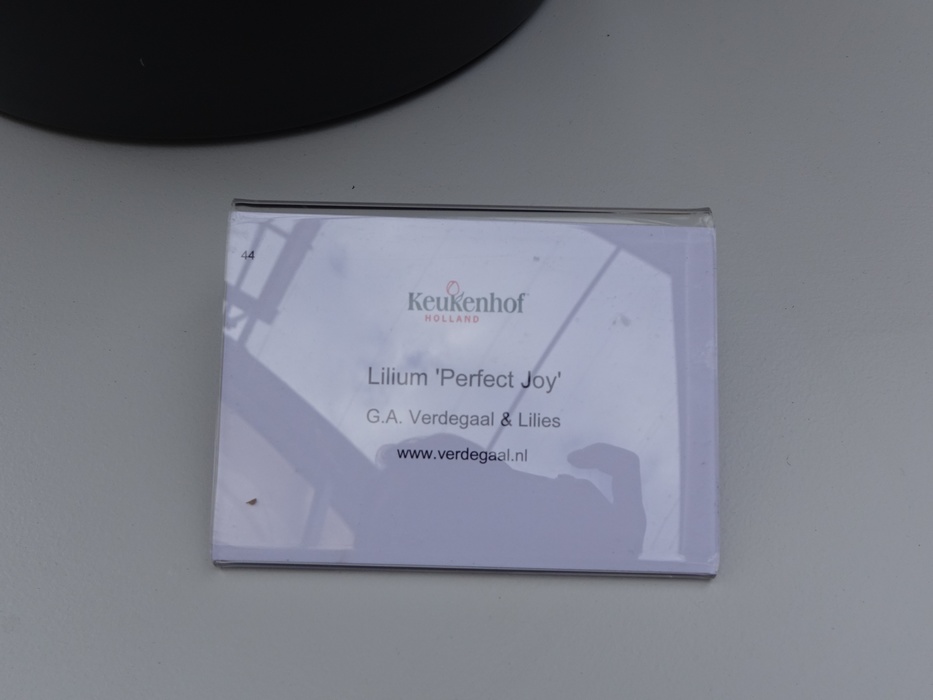 44
Keukenhof
HOLLAND
Lilium 'Perfect Joy'
G.A. Verdegaal & Lilies
www.verdegaal.nl